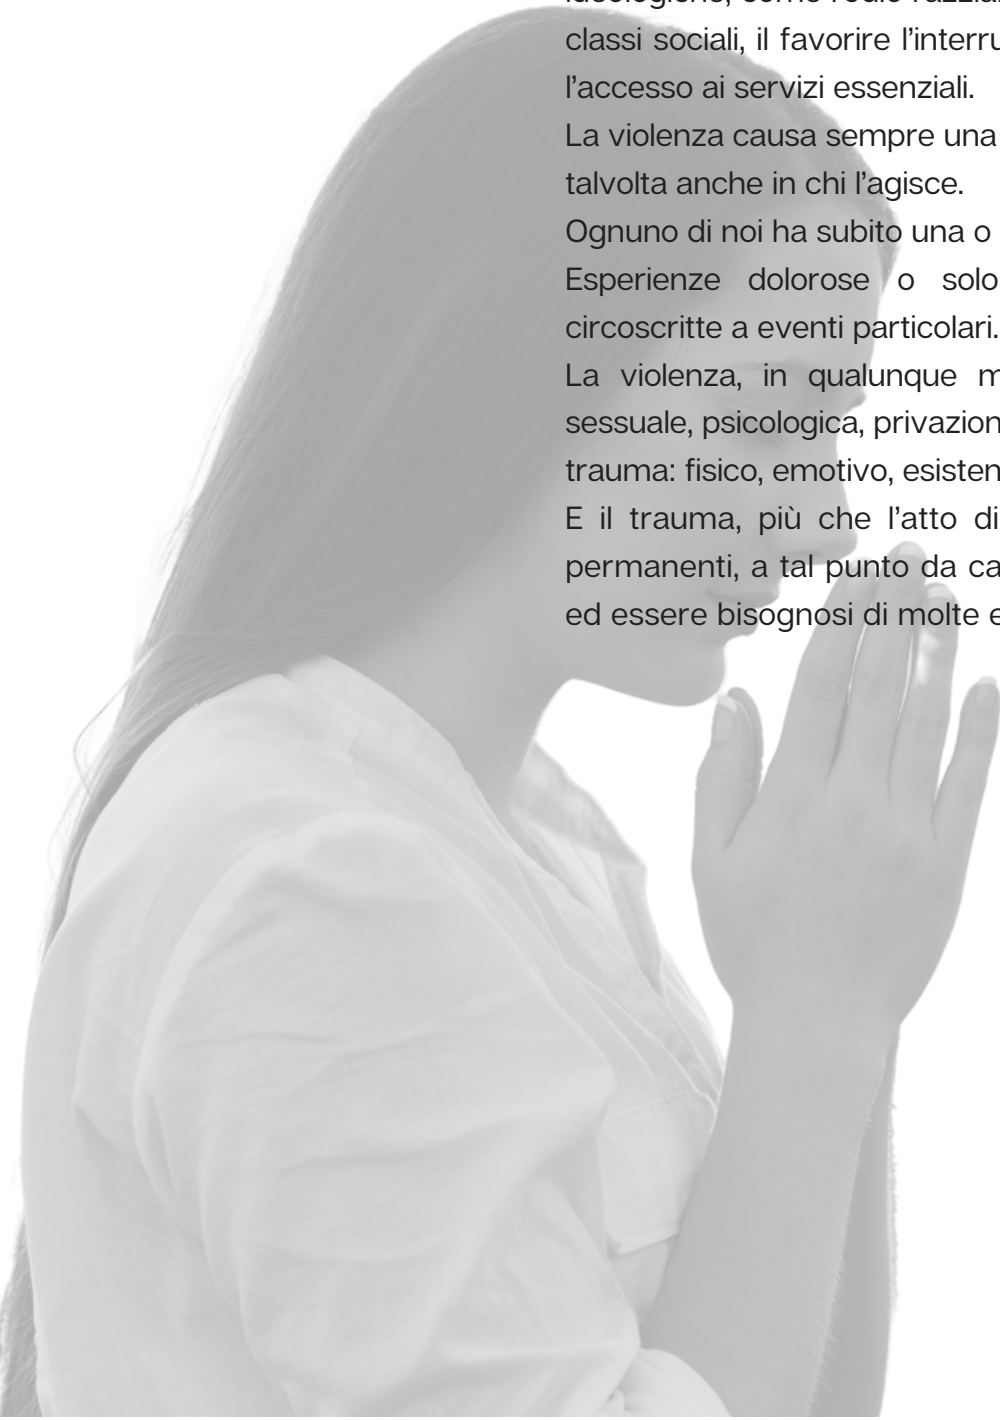 classi sociali, il favorire l’interru
l’accesso ai servizi essenziali.
La violenza causa sempre una
talvolta anche in chi l’agisce.
Ognuno di noi ha subito una o
Esperienze dolorose o solo
circoscritte a eventi particolari.
La violenza, in qualunque m
sessuale, psicologica, privazion
trauma: fisico, emotivo, esisten
E il trauma, più che l’atto di
permanenti, a tal punto da ca
ed essere bisognosi di molte e